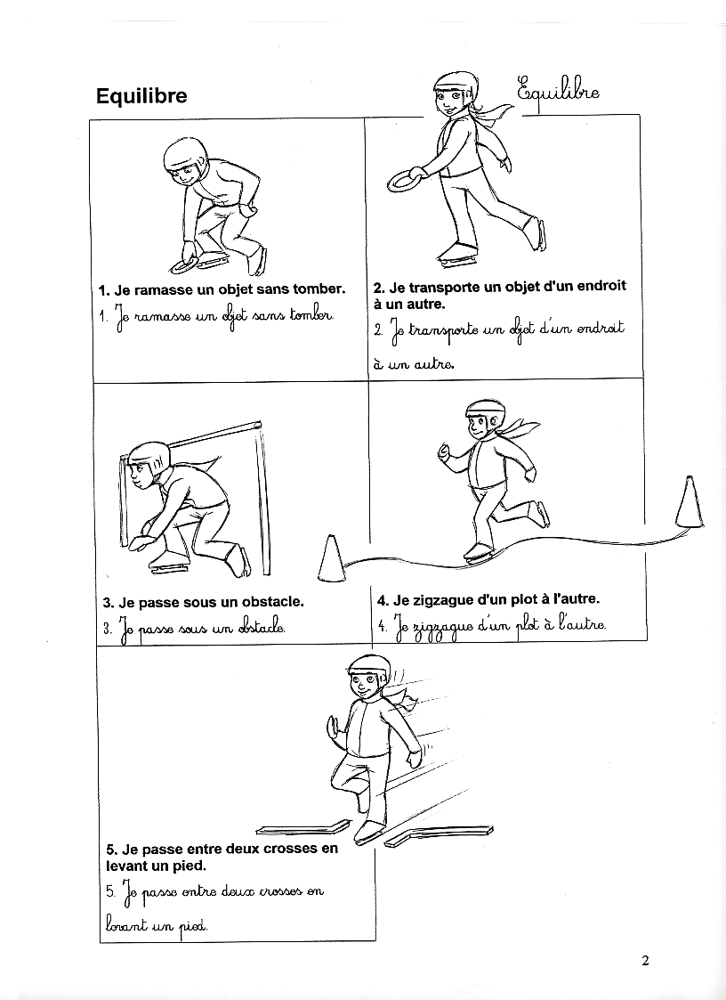 Equilibre
Equilibre
1. Je ramasse un objet sans tomber.
1. Je ramasse un objet sans tomber.
2. Je transporte un objet d'un endroit
à un autre.
2. Je transporte un objet d'un endroit
à un autre.
3. Je passe sous un obstacle.
3. Je passe sous un obstacle.
4. Je zigzague d'un plot à l'autre.
4. Je zigzague d'un plot à l'autre.
5. Je passe entre deux crosses en
levant un pied.
5. Je passe entre deux crosses en
levant un pied.
2